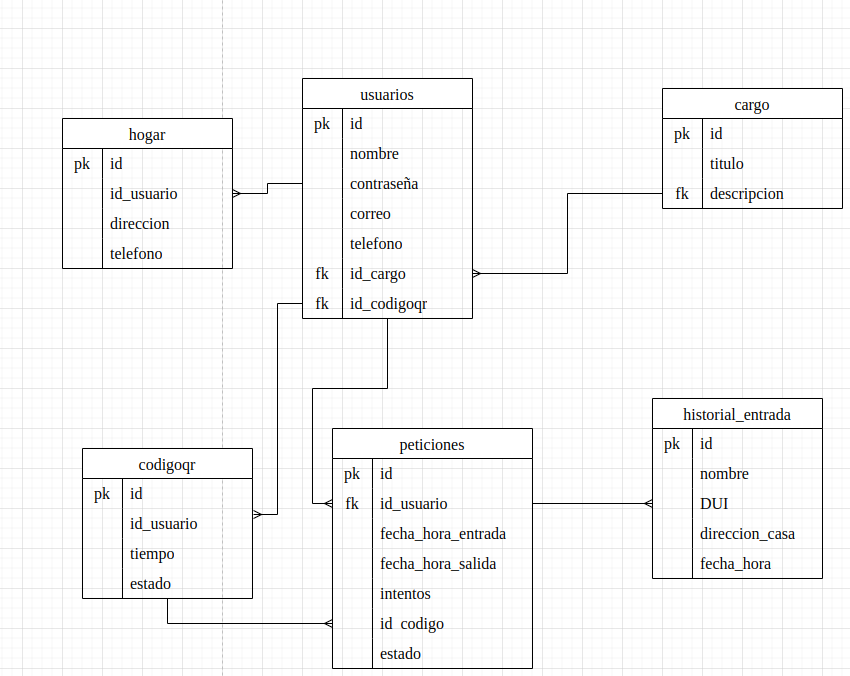 usuarios
pk id
nombre
contraseña
correo
telefono
fk id_cargo
fk id_codigoqr
cargo
pk id
titulo
fk descripcion
hogar
pk id
id_usuario
direccion
telefono
historial_entrada
pk id
nombre
DUI
direccion_casa
fecha_hora
peticiones
pk id
fk id_usuario
fecha_hora_entrada
fecha_hora_salida
intentos
id_codigo
estado
codigoqr
pk id
id_usuario
tiempo
estado